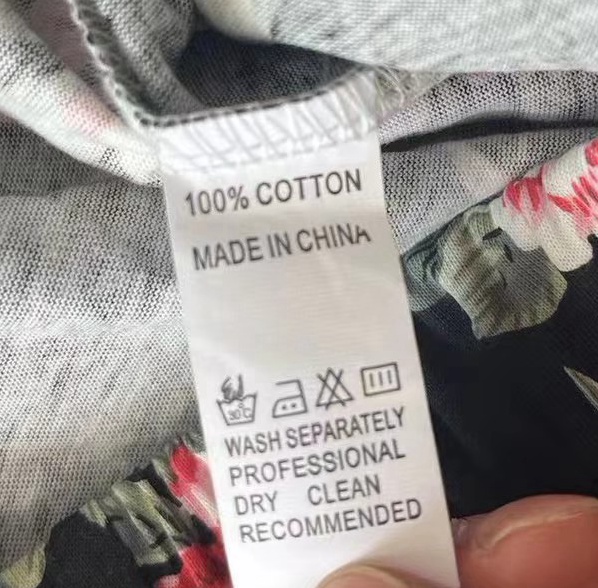 100% COTTON
MADE IN CHINA
30°C
WASH SEPARATELY
PROFESSIONAL
DRY CLEAN
RECOMMENDED